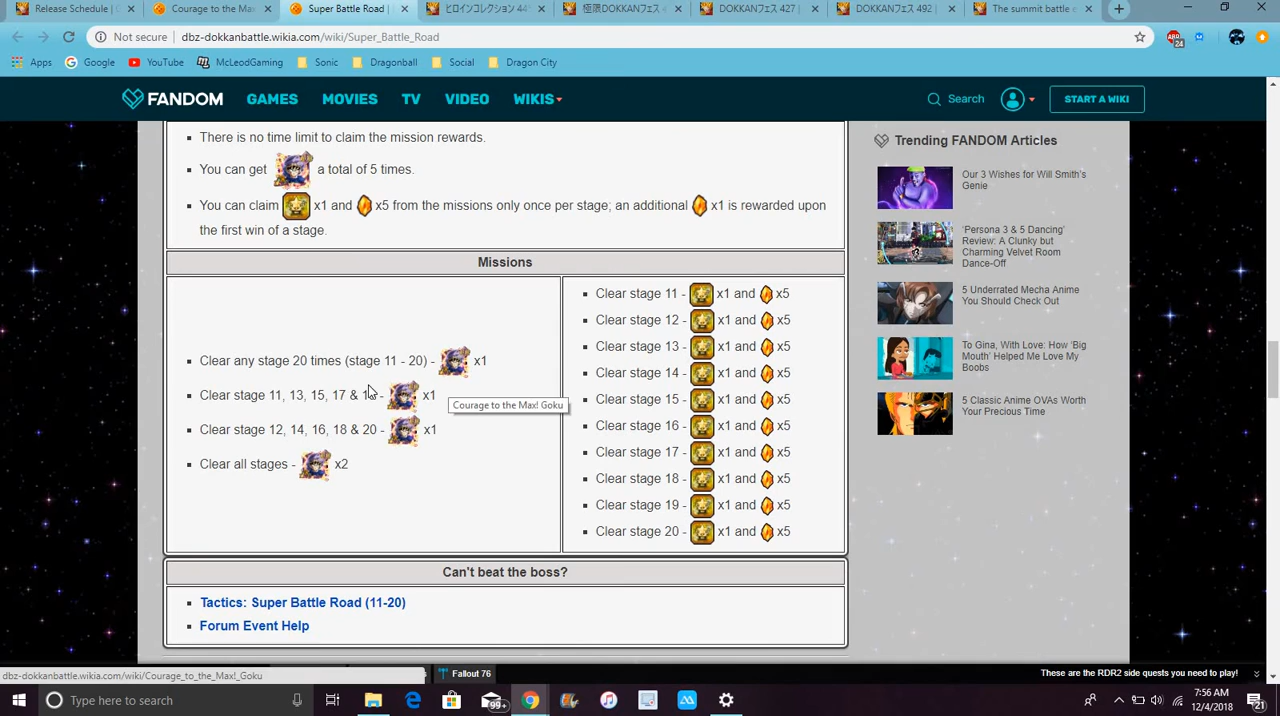 Release Schedule |
Courage to the Ma
Super Battle Road |
ヒロインコレクション
極限DOKKANフェス
DOKKANフェス 427 |
DOKKANフェス 492 |
The summit battle
Not secure | dbz-dokkanbattle.wikia.com/wiki/Super_Battle_Road
24
Apps Google YouTube McLeodGaming Sonic Dragonball Social Dragon City
FANDOM GAMES MOVIES TV VIDEO WIKIS Search START A WIKI
There is no time limit to claim the mission rewards.
You can get a total of 5 times.
You can claim x1 and x5 from the missions only once per stage; an additional x1 is rewarded upon
the first win of a stage.
Missions
Clear any stage 20 times (stage 11 - 20) - x1
Clear stage 11, 13, 15, 17 & - x1
Courage to the Max! Goku
Clear stage 12, 14, 16, 18 & 20 - x1
Clear all stages - x2
Clear stage 11 - x1 and x5
Clear stage 12 - x1 and x5
Clear stage 13 - x1 and x5
Clear stage 14 - x1 and x5
Clear stage 15 - x1 and x5
Clear stage 16 - x1 and x5
Clear stage 17 - x1 and x5
Clear stage 18 - x1 and x5
Clear stage 19 - x1 and x5
Clear stage 20 - x1 and x5
Can't beat the boss?
Tactics: Super Battle Road (11-20)
Forum Event Help
Trending FANDOM Articles
Our 3 Wishes for Will Smith's
Genie
'Persona 3 & 5 Dancing'
Review: A Clunky but
Charming Velvet Room
Dance-Off
5 Underrated Mecha Anime
You Should Check Out
To Gina, With Love: How 'Big
Mouth' Helped Me Love My
Boobs
5 Classic Anime OVAs Worth
Your Precious Time
dbz-dokkanbattle.wikia.com/wiki/Courage_to_the_Max!_Goku
Fallout 76
These are the RDR2 side quests you need to play!
Type here to search
99+
7:56 AM
12/4/2018
21